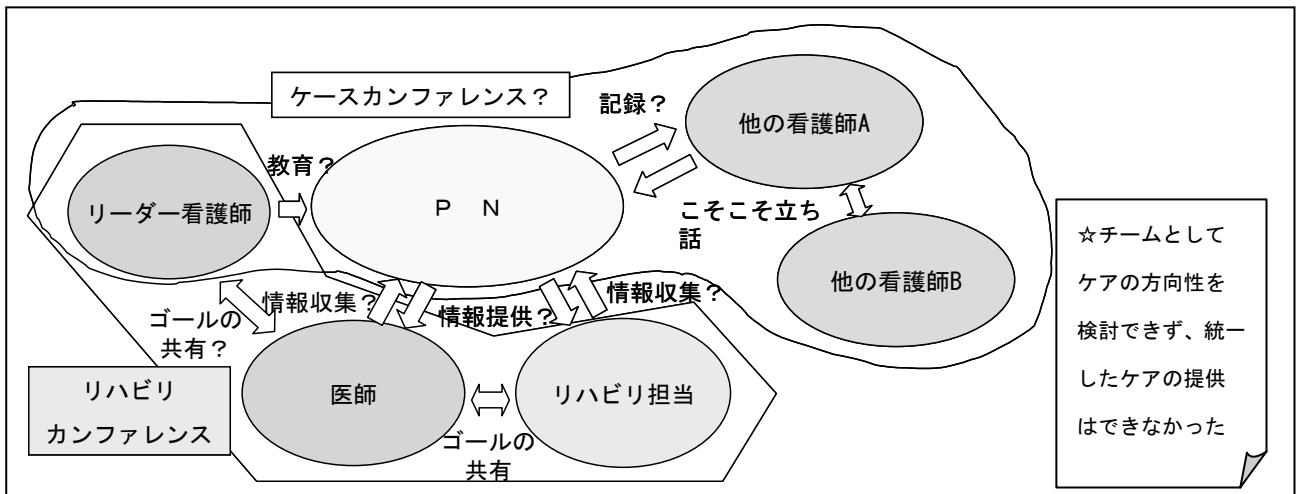 ケースカンファレンス？
記録？
他の看護師A
教育？
リーダー看護師
Ｐ　Ｎ
こそこそ立ち
話
他の看護師B
情報収集？
情報提供？
情報収集？
ゴールの
共有？
リハビリ
カンファレンス
医師
リハビリ担当
ゴールの
共有
☆チームとして
ケアの方向性を
検討できず、統一
したケアの提供
はできなかった